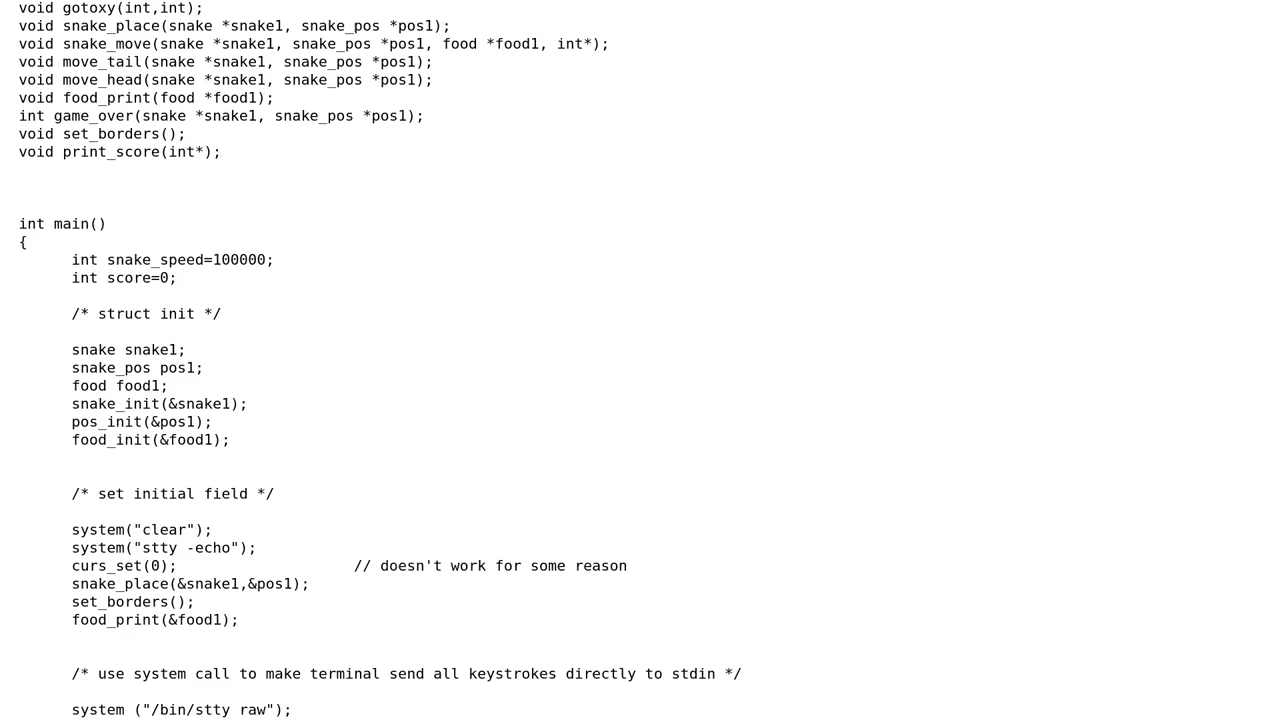 void gotoxy(int,int);
void snake_place(snake *snake1, snake_pos *pos1);
void snake_move(snake *snake1, snake_pos *pos1, food *food1, int*);
void move_tail(snake *snake1, snake_pos *pos1);
void move_head(snake *snake1, snake_pos *pos1);
void food_print(food *food1);
int game_over(snake *snake1, snake_pos *pos1);
void set_borders();
void print_score(int*);
int main()
{
int snake_speed=100000;
int score=0;
/* struct init */
snake snake1;
snake_pos pos1;
food food1;
snake_init(&snake1);
pos_init(&pos1);
food_init(&food1);
/* set initial field */
system("clear");
system("stty -echo");
curs_set(0); // doesn't work for some reason
snake_place(&snake1,&pos1);
set_borders();
food_print(&food1);
/* use system call to make terminal send all keystrokes directly to stdin */
system ("/bin/stty raw");